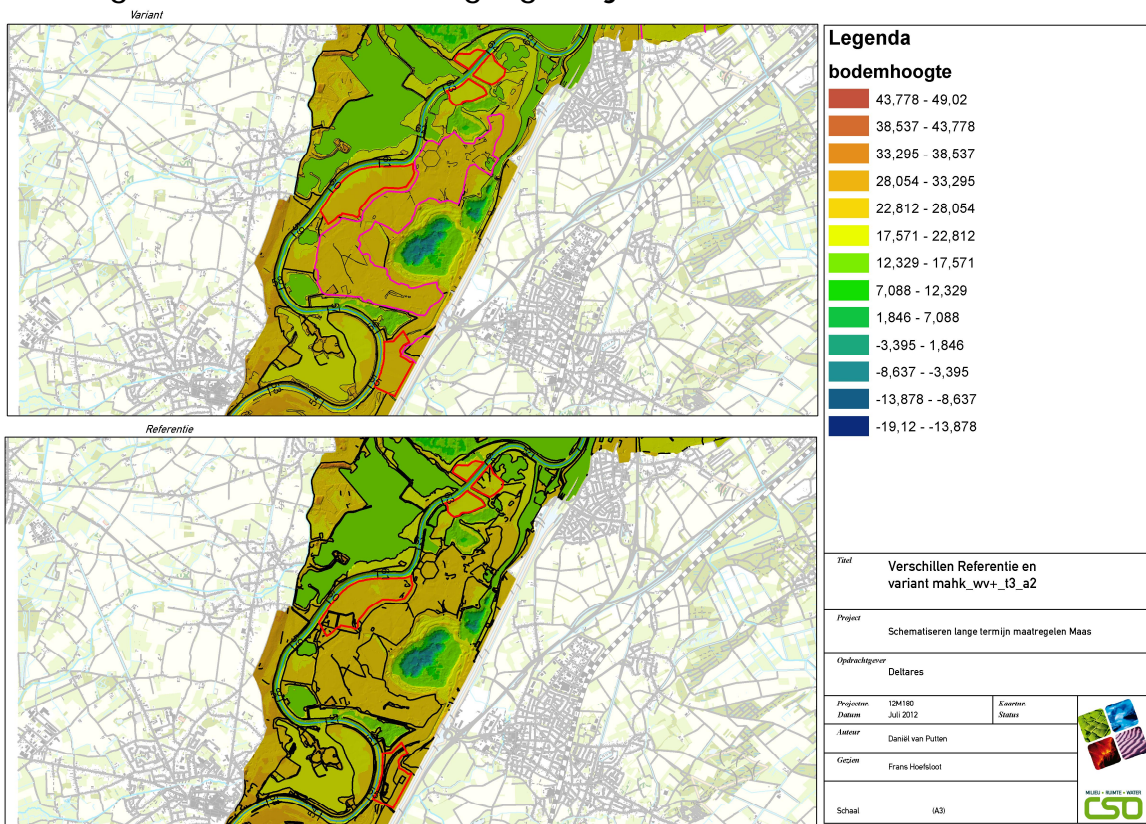 Variant
Referentie
Legenda
bodemhoogte
43,778 - 49,02
38,537 - 43,778
33,295 - 38,537
28,054 - 33,295
22,812 - 28,054
17,571 - 22,812
12,329 - 17,571
7,088 - 12,329
1,846 - 7,088
-3,395 - 1,846
-8,637 - -3,395
-13,878 - -8,637
-19,12 - -13,878
Titel
Verschillen Referentie en
variant mahk_wv+_t3_a2
Project
Schematiseren lange termijn maatregelen Maas
Opdrachtgever
Deltares
Projectnr. 12M180
Kaartnr.
Datum Juli 2012
Status
Auteur
Daniël van Putten
Gezien
Frans Hoefsloot
Schaal (A3)
MILIEU • RUIMTE • WATER
CSO